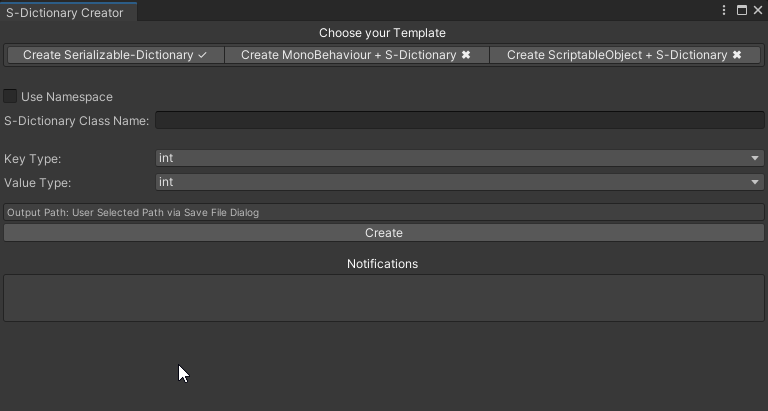 S-Dictionary Creator
Choose your Template
Create Serializable-Dictionary ✓ Create MonoBehaviour + S-Dictionary ✖ Create ScriptableObject + S-Dictionary ✖
Use Namespace
S-Dictionary Class Name:
Key Type: int
Value Type: int
Output Path: User Selected Path via Save File Dialog
Create
Notifications